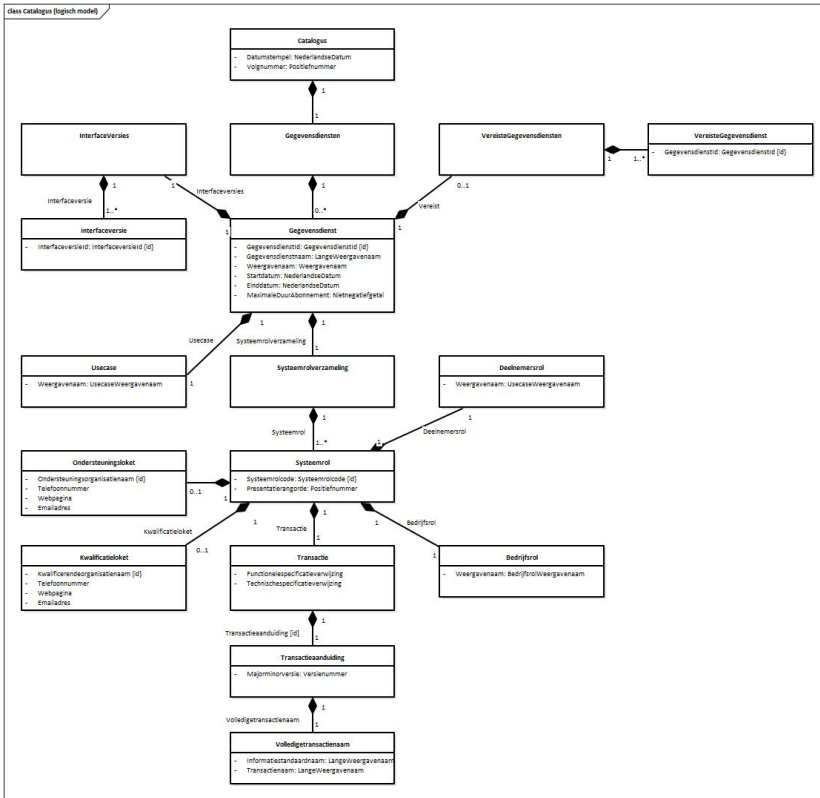 class Catalogus (logisch model)
Catalogus
- Datumstempel: NederlandseDatum
- Volgnummer: Positiefnummer
1
1
InterfaceVersies
Gegevensdiensten
VereisteGegevensdiensten
VereisteGegevensdienst
- GegevensdienstId: GegevensdienstId {id}
1
1..*
1
1
1
0..1
Interfaceversies
Interfaceversie
Vereist
1..*
0..*
1
1
Interfaceversie
- InterfaceversieId: InterfaceversieId {id}
Gegevensdienst
- GegevensdienstId: GegevensdienstId {id}
- Gegevensdienstnaam: LangeWeergavenaam
- Weergavenaam: Weergavenaam
- Startdatum: NederlandseDatum
- Einddatum: NederlandseDatum
- MaximaleDuurAbonnement: Nietnegatiefgetal
1
1
Usecase
Systeemrolverzameling
1
1
Usecase
- Weergavenaam: UsecaseWeergavenaam
Systeemrolverzameling
Deelnemersrol
- Weergavenaam: UsecaseWeergavenaam
1
1
Systeemrol
Deelnemersrol
1..*
1
Ondersteuningsloket
- Ondersteuningsorganisatienaam {id}
- Telefoonnummer
- Webpagina
- Emailadres
0..1
1
Systeemrol
- Systeemrolcode: Systeemrolcode {id}
- Presentatierangorde: Positiefnummer
1
1
1
Kwalificatieloket
Transactie
Bedrijfsrol
0..1
1
1
Kwalificatieloket
- Kwalificerendeorganisatienaam {id}
- Telefoonnummer
- Webpagina
- Emailadres
Transactie
- Functionelespecificatieverwijzing
- Technischespecificatieverwijzing
Bedrijfsrol
- Weergavenaam: BedrijfsrolWeergavenaam
1
Transactieaanduiding {id}
1
Transactieaanduiding
- Majorminorversie: Versienummer
1
Volledigetransactienaam
1
Volledigetransactienaam
- Informatiestandaardnaam: LangeWeergavenaam
- Transactienaam: LangeWeergavenaam